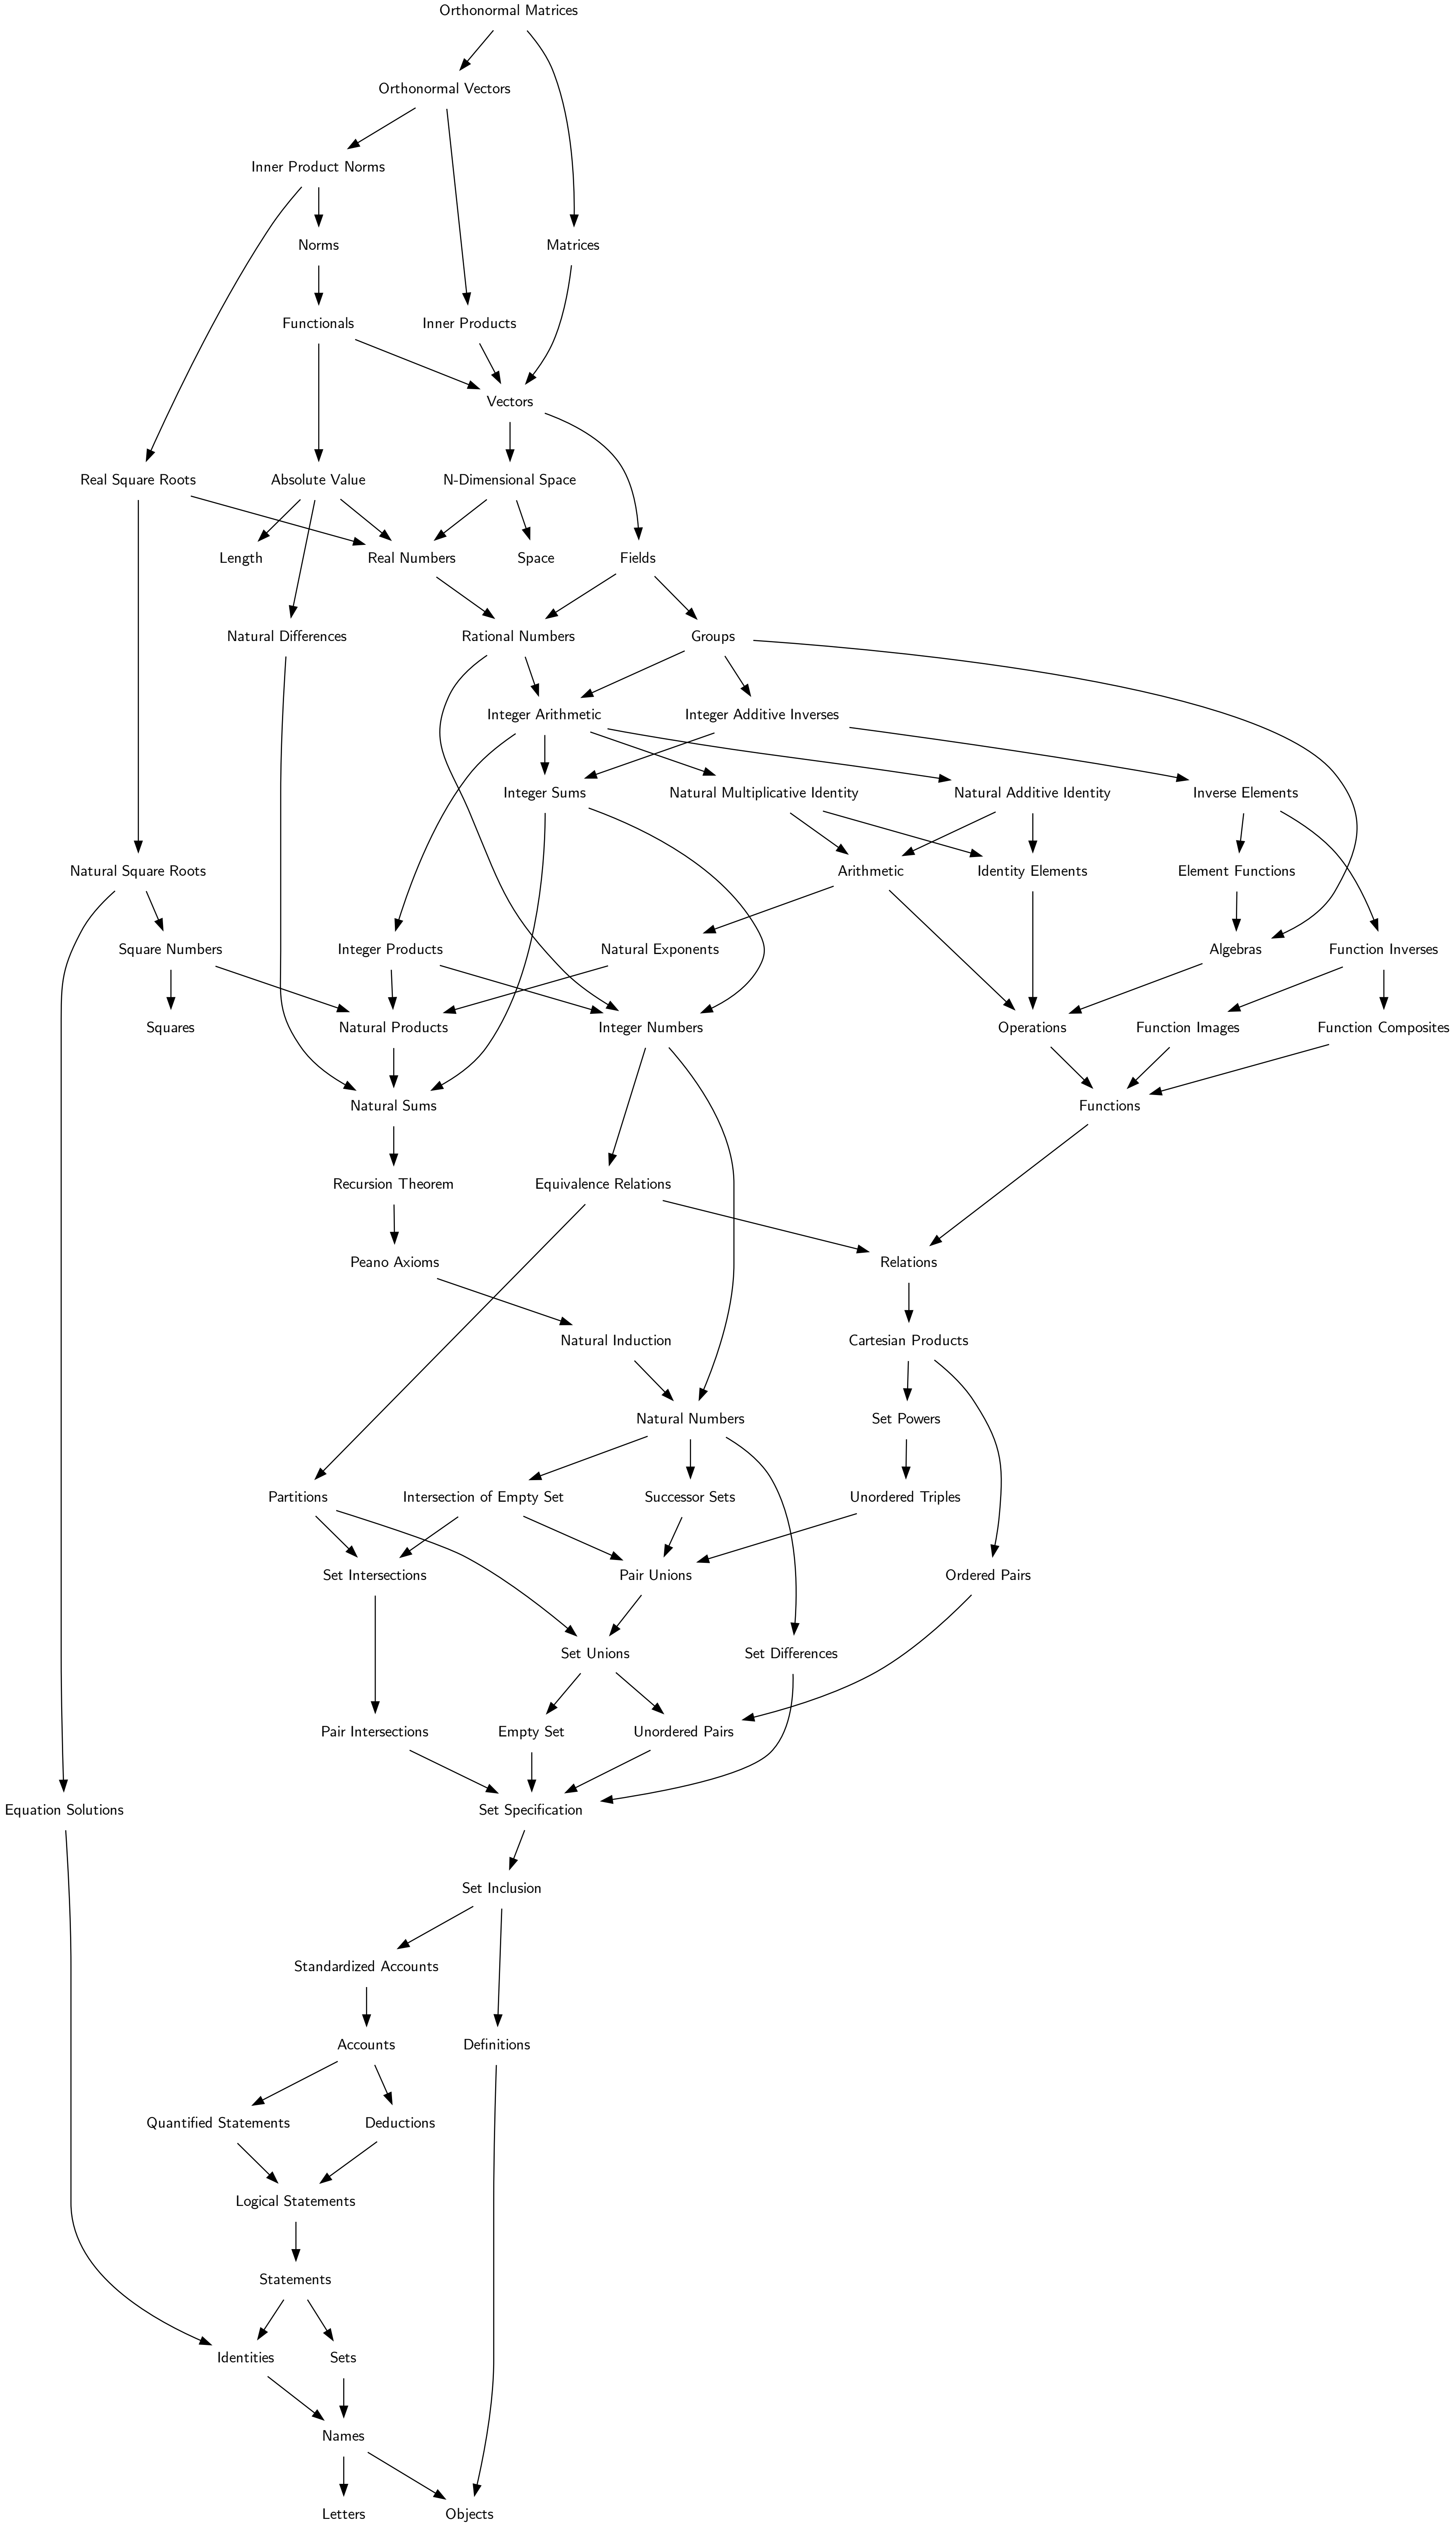 Orthonormal Matrices
Orthonormal Vectors
Inner Product Norms
Norms
Matrices
Functionals
Inner Products
Vectors
Real Square Roots
Absolute Value
N-Dimensional Space
Length
Real Numbers
Space
Fields
Natural Differences
Rational Numbers
Groups
Integer Arithmetic
Integer Additive Inverses
Integer Sums
Natural Multiplicative Identity
Natural Additive Identity
Inverse Elements
Natural Square Roots
Arithmetic
Identity Elements
Element Functions
Square Numbers
Integer Products
Natural Exponents
Algebras
Function Inverses
Squares
Natural Products
Integer Numbers
Operations
Function Images
Function Composites
Natural Sums
Functions
Recursion Theorem
Equivalence Relations
Peano Axioms
Relations
Natural Induction
Cartesian Products
Natural Numbers
Set Powers
Partitions
Intersection of Empty Set
Successor Sets
Unordered Triples
Set Intersections
Pair Unions
Ordered Pairs
Set Unions
Set Differences
Pair Intersections
Empty Set
Unordered Pairs
Equation Solutions
Set Specification
Set Inclusion
Standardized Accounts
Accounts
Definitions
Quantified Statements
Deductions
Logical Statements
Statements
Identities
Sets
Names
Letters
Objects